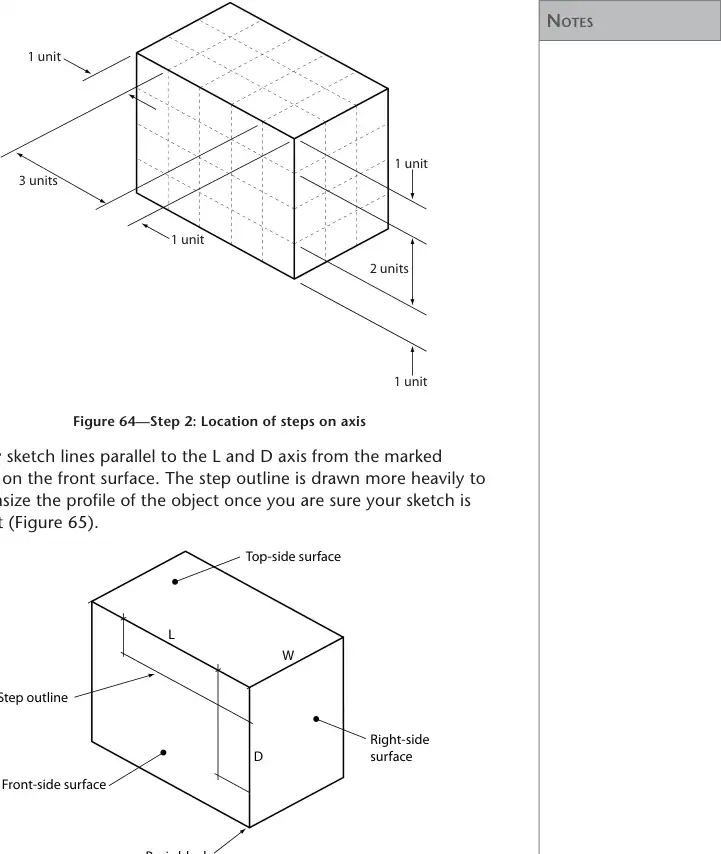 NOTES
1 unit
1 unit
3 units
1 unit
2 units
1 unit
Figure 64—Step 2: Location of steps on axis
sketch lines parallel to the L and D axis from the marked
on the front surface. The step outline is drawn more heavily to
size the profile of the object once you are sure your sketch is
t (Figure 65).
Top-side surface
L
W
Step outline
Right-side
surface
D
Front-side surface